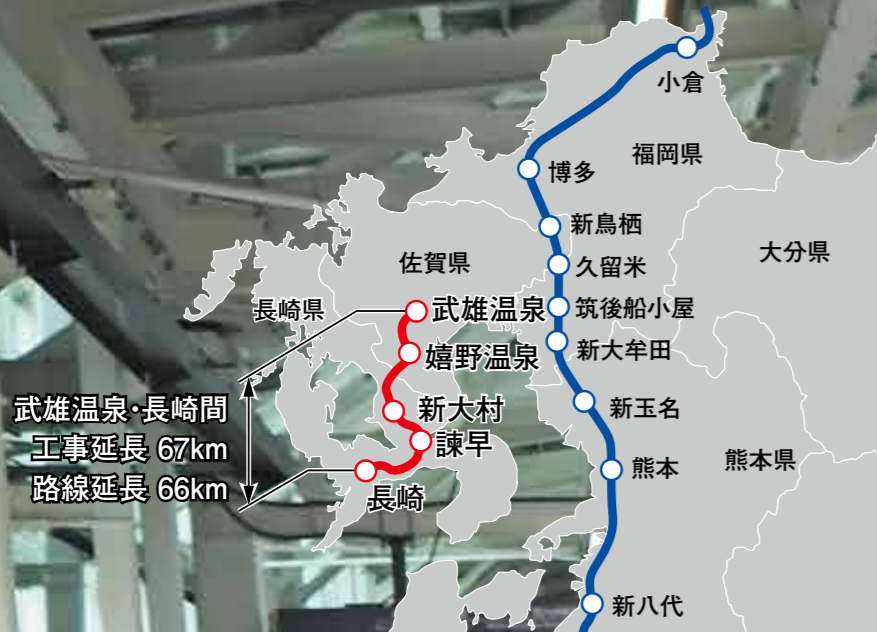 小倉
福岡県
博多
新鳥栖
大分県
佐賀県
久留米
長崎県
武雄温泉
筑後船小屋
嬉野温泉
新大牟田
武雄温泉・長崎間
工事延長 67km
路線延長 66km
新大村
新玉名
諫早
熊本
熊本県
長崎
新八代